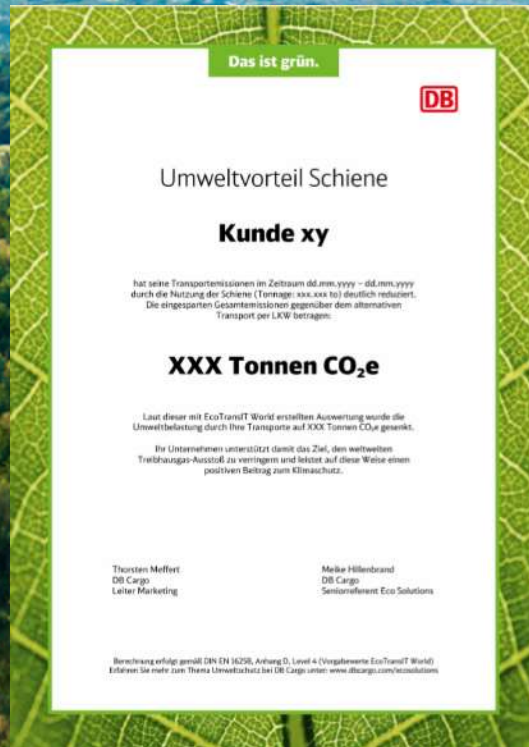 Das ist grün.
DB
Umweltvorteil Schiene
Kunde xy
hat seine Transportemissionen im Zeitraum dd.mm.yyyy – dd.mm.yyyy
durch die Nutzung der Schiene (Tonnage: xxx.xxx to) deutlich reduziert.
Die eingesparten Gesamtemissionen gegenüber dem alternativen
Transport per LKW betragen:
XXX Tonnen CO₂e
Laut dieser mit EcoTransIT World erstellten Auswertung wurde die
Umweltbelastung durch Ihre Transporte auf XXX Tonnen CO₂e gesenkt.
Ihr Unternehmen unterstützt damit das Ziel, den weltweiten
Treibhausgas-Ausstoß zu verringern und leistet auf diese Weise einen
positiven Beitrag zum Klimaschutz.
Thorsten Meffert
DB Cargo
Leiter Marketing
Meike Hillenbrand
DB Cargo
Seniorreferent Eco Solutions
Berechnung erfolgt gemäß DIN EN 16258, Anhang D, Level 4 (Vorgabewerte EcoTransIT World)
Erfahren Sie mehr zum Thema Umweltschutz bei DB Cargo unter: www.dbcargo.com/ecosolutions